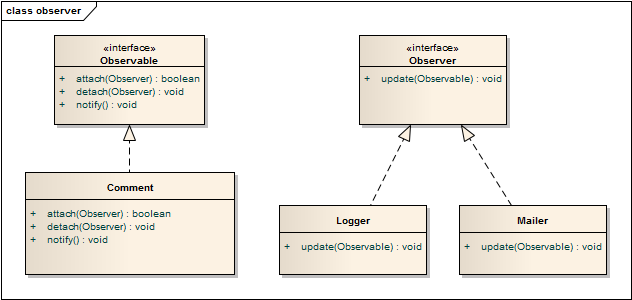 class observer
«interface»
Observable
+ attach(Observer) : boolean
+ detach(Observer) : void
+ notify() : void
«interface»
Observer
+ update(Observable) : void
Comment
+ attach(Observer) : boolean
+ detach(Observer) : void
+ notify() : void
Logger
+ update(Observable) : void
Mailer
+ update(Observable) : void